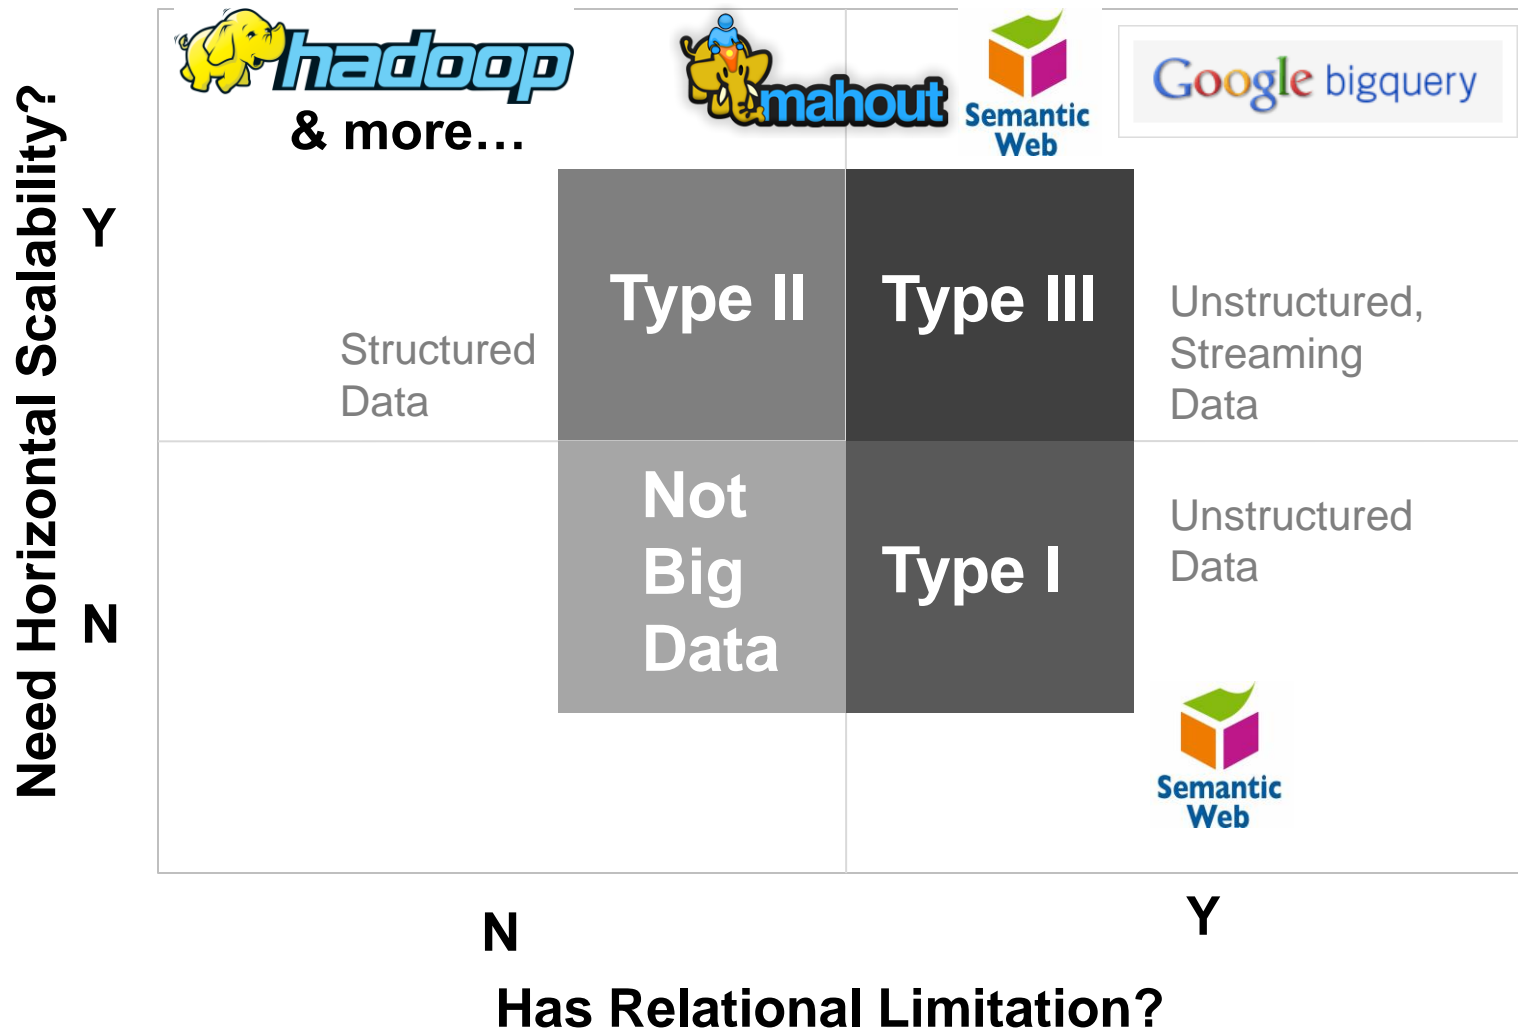 hadoop
& more…
mahout
Semantic
Web
Google bigquery
Need Horizontal Scalability?
Y
N
Structured
Data
Type II
Type III
Unstructured,
Streaming
Data
Not
Big
Data
Type I
Unstructured
Data
Semantic
Web
N
Y
Has Relational Limitation?